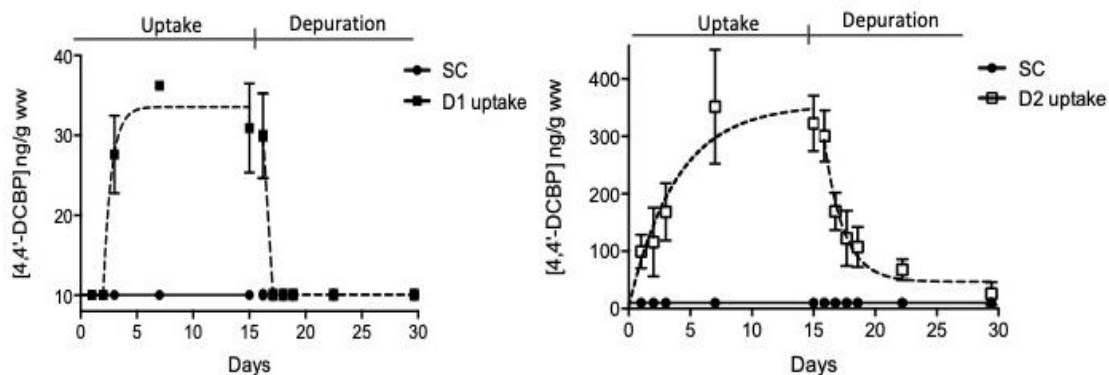 Uptake Depuration
40
30
20
10
0 5 10 15 20 25 30
Days
[4,4'-DCBP] ng/g ww
SC
D1 uptake
Uptake Depuration
400
300
200
100
0
0 5 10 15 20 25 30
Days
[4,4'-DCBP] ng/g ww
SC
D2 uptake